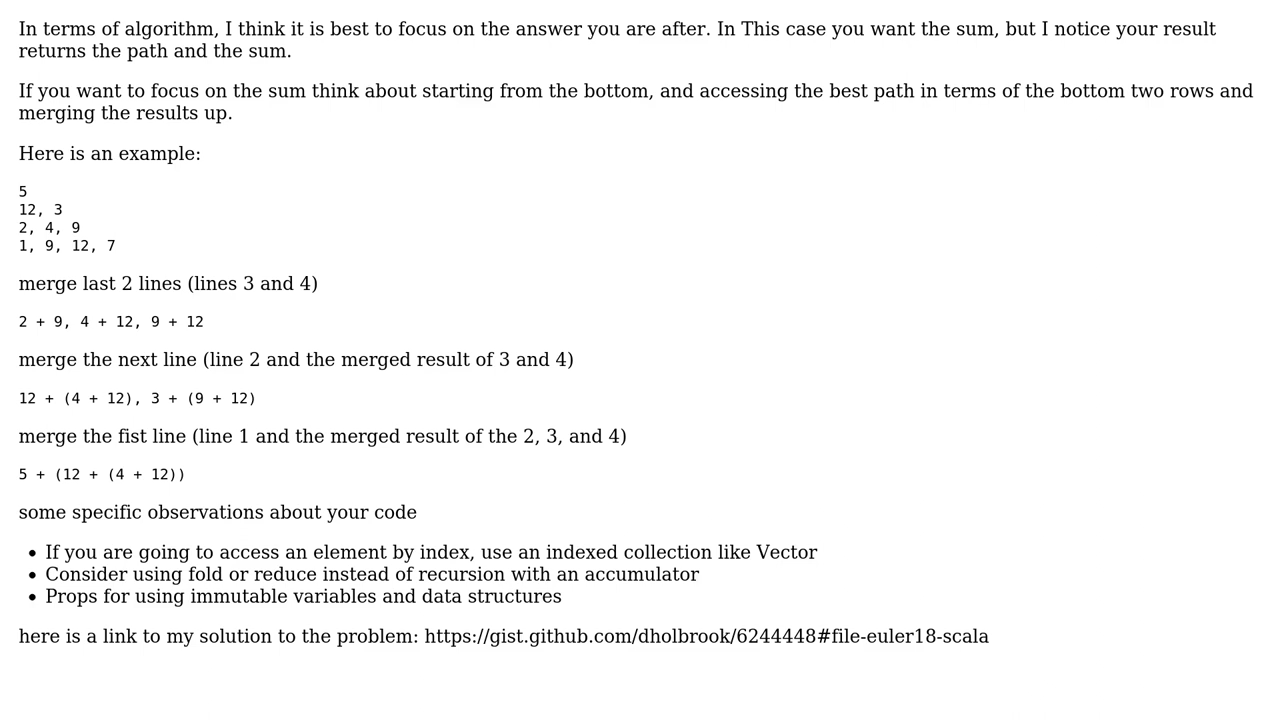 In terms of algorithm, I think it is best to focus on the answer you are after. In This case you want the sum, but I notice your result
returns the path and the sum.
If you want to focus on the sum think about starting from the bottom, and accessing the best path in terms of the bottom two rows and
merging the results up.
Here is an example:
5
12, 3
2, 4, 9
1, 9, 12, 7
merge last 2 lines (lines 3 and 4)
2 + 9, 4 + 12, 9 + 12
merge the next line (line 2 and the merged result of 3 and 4)
12 + (4 + 12), 3 + (9 + 12)
merge the fist line (line 1 and the merged result of the 2, 3, and 4)
5 + (12 + (4 + 12))
some specific observations about your code
• If you are going to access an element by index, use an indexed collection like Vector
• Consider using fold or reduce instead of recursion with an accumulator
• Props for using immutable variables and data structures
here is a link to my solution to the problem: https://gist.github.com/dholbrook/6244448#file-euler18-scala